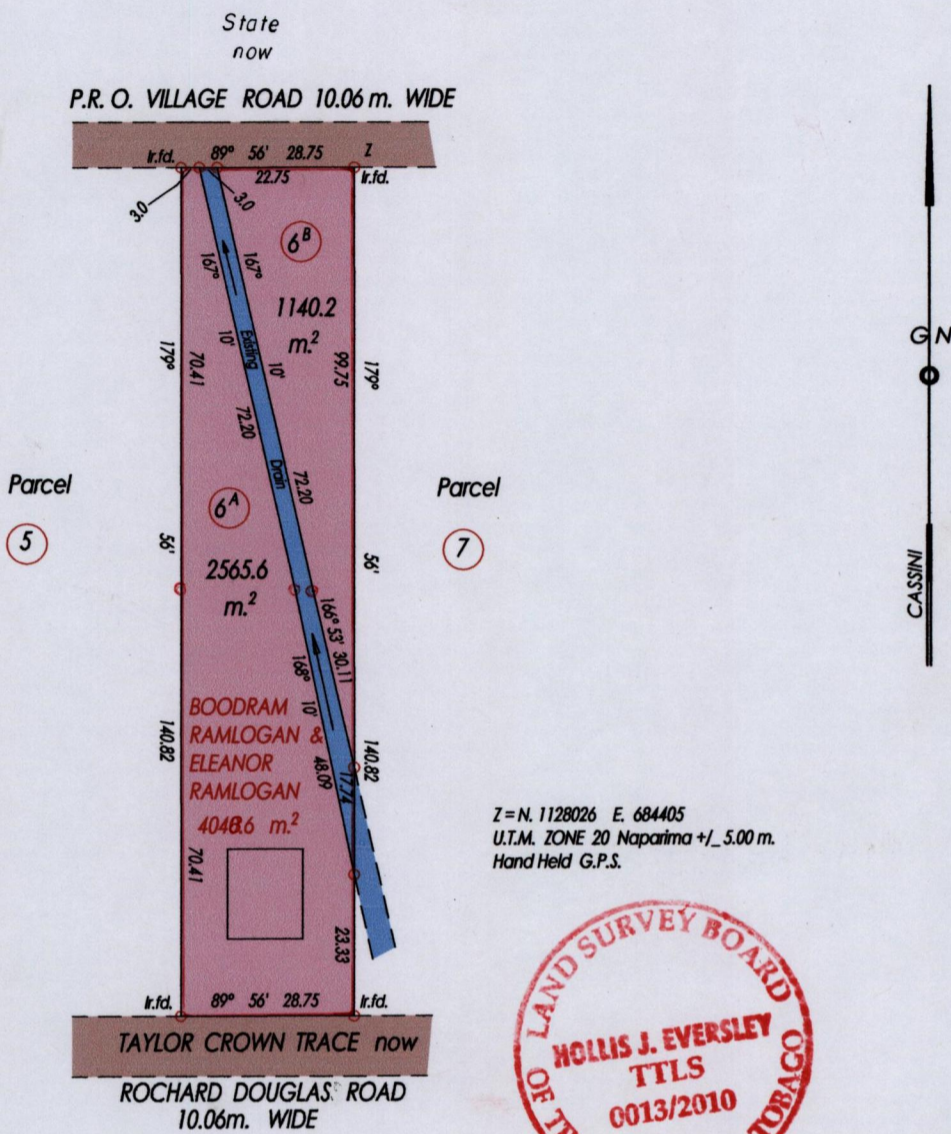 State
now
P.R. O. VILLAGE ROAD 10.06 m. WIDE
Ir.fd. 89° 56' 28.75 Z
22.75 Ir.fd.
3.0
3.0
6B
1140.2
m.²
167°
167°
Existing
10'
10'
72.20
Drain
72.20
179°
70.41
99.75
179°
G N
Parcel
5
Parcel
7
6A
2565.6
m.²
56'
56'
CASSINI
166° 53' 30.11
168°
10'
48.09
17.74
140.82
140.82
BOODRAM
RAMLOGAN &
ELEANOR
RAMLOGAN
m.²
70.41
23.33
Z = N. 1128026 E. 684405
U.T.M. ZONE 20 Naparima +/_ 5.00 m.
Hand Held G.P.S.
Ir.fd. 89° 56' 28.75 Ir.fd.
TAYLOR CROWN TRACE now
ROCHARD DOUGLAS ROAD
10.06m. WIDE
LAND SURVEY BOARD
HOLLIS J. EVERSLEY
TTLS
0013/2010
OF
TOBAGO